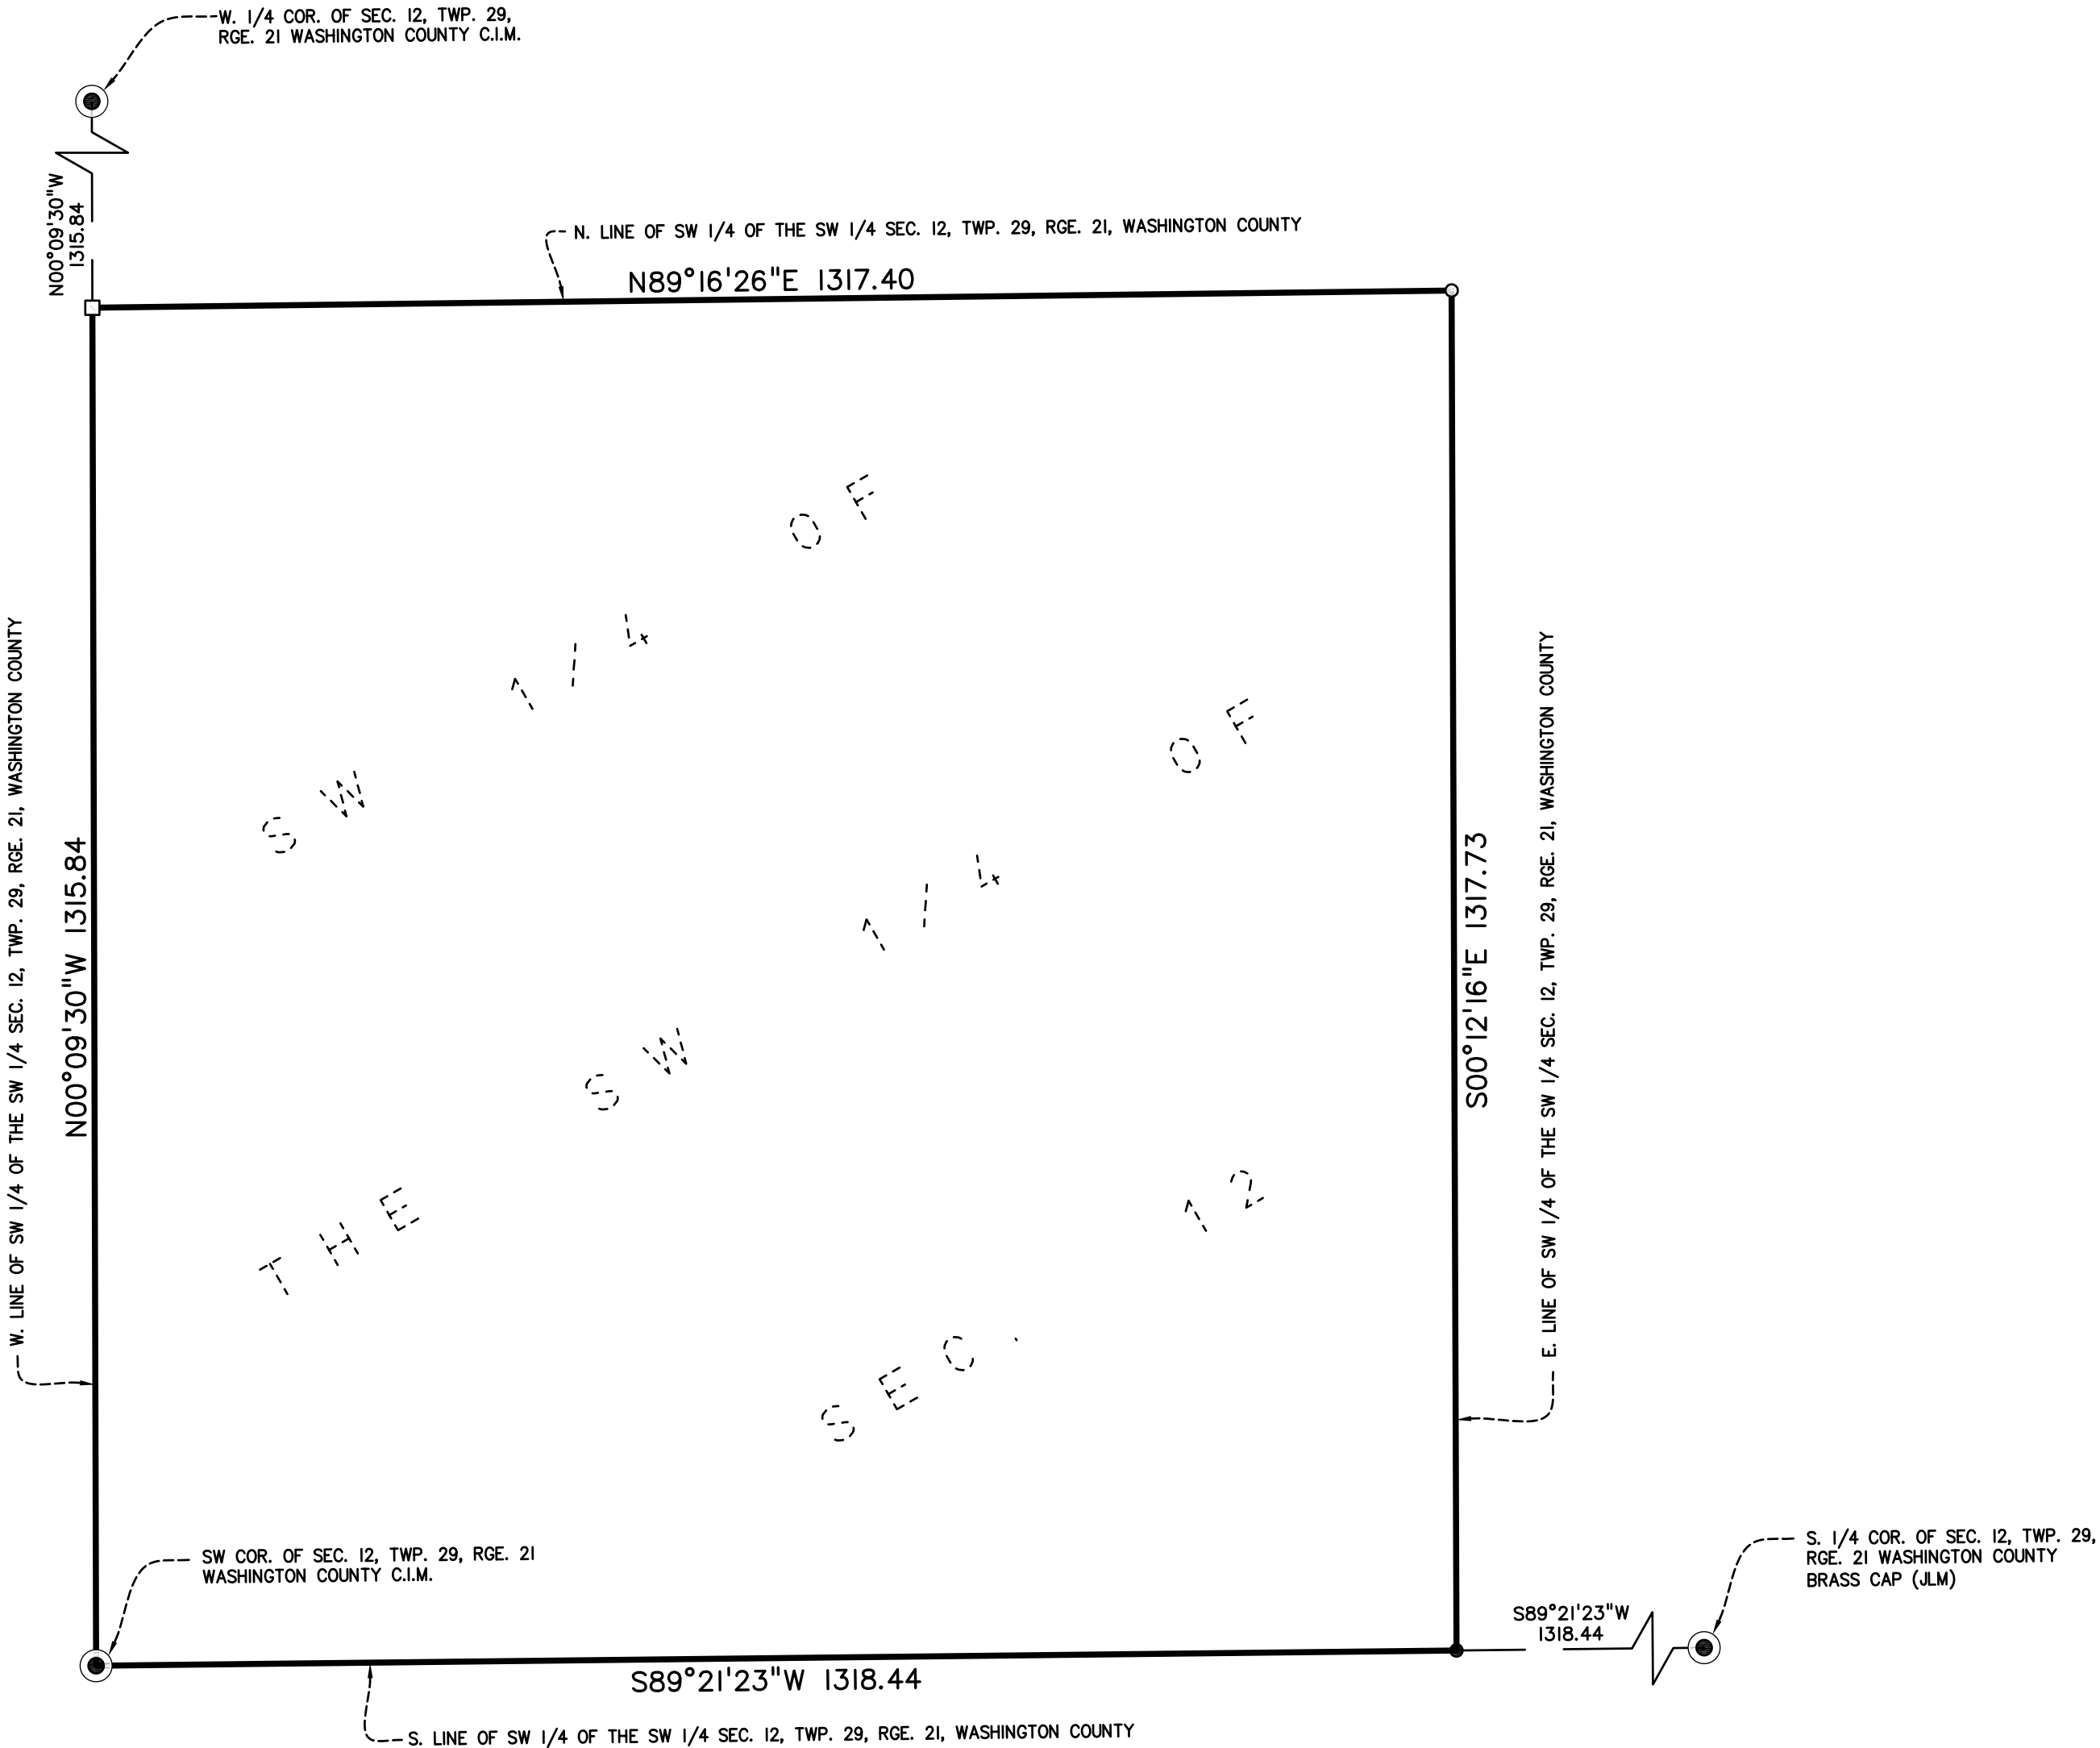 W. 1/4 COR. OF SEC. 12, TWP. 29,
RGE. 21 WASHINGTON COUNTY C.I.M.
N00°09'30"W
1315.84
N. LINE OF SW 1/4 OF THE SW 1/4 SEC. 12, TWP. 29, RGE. 21, WASHINGTON COUNTY
N89°16'26"E 1317.40
SW 1/4 OF
THE SW 1/4 OF
SEC. 12
W. LINE OF SW 1/4 OF THE SW 1/4 SEC. 12, TWP. 29, RGE. 21, WASHINGTON COUNTY
N00°09'30"W 1315.84
S00°12'16"E 1317.73
E. LINE OF SW 1/4 OF THE SW 1/4 SEC. 12, TWP. 29, RGE. 21, WASHINGTON COUNTY
SW COR. OF SEC. 12, TWP. 29, RGE. 21
WASHINGTON COUNTY C.I.M.
S. 1/4 COR. OF SEC. 12, TWP. 29,
RGE. 21 WASHINGTON COUNTY
BRASS CAP (JLM)
S89°21'23"W
1318.44
S89°21'23"W 1318.44
S. LINE OF SW 1/4 OF THE SW 1/4 SEC. 12, TWP. 29, RGE. 21, WASHINGTON COUNTY